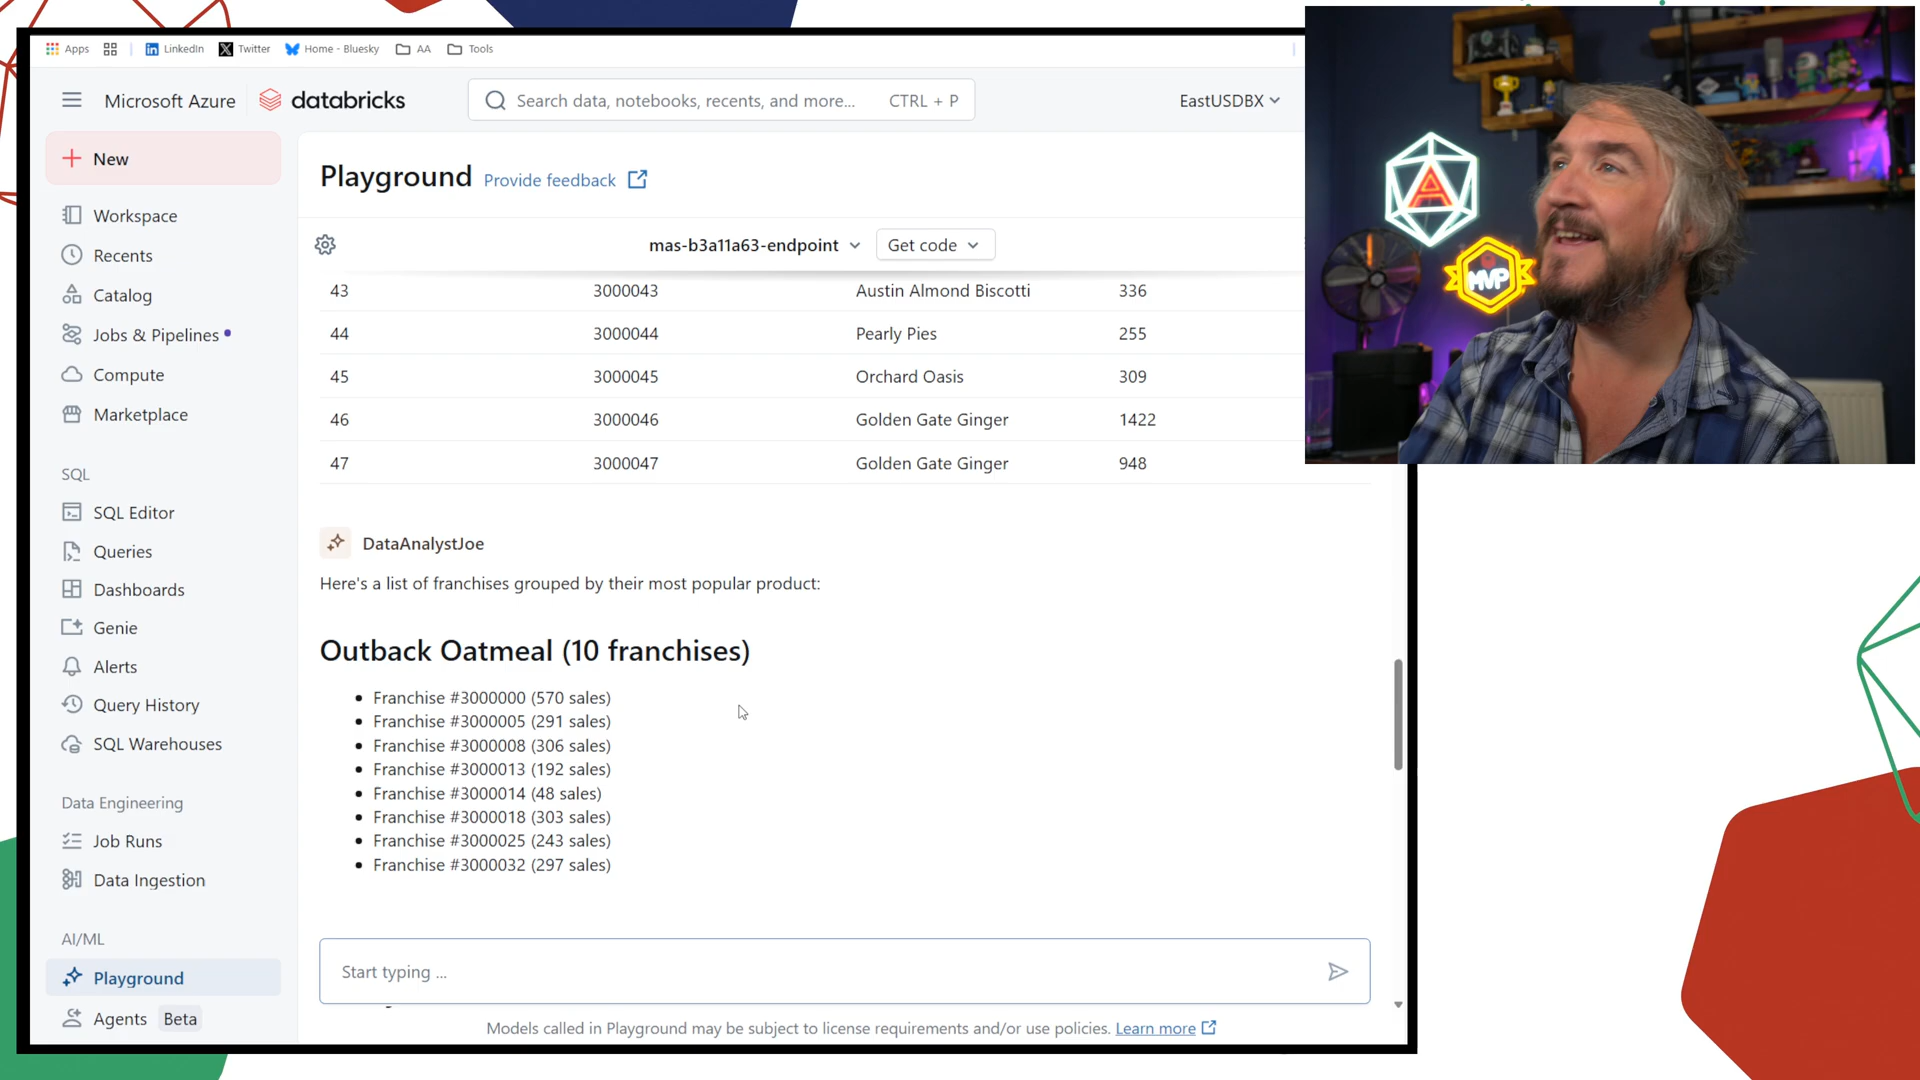 Apps
LinkedIn
Twitter
Home - Bluesky
AA
Tools
Microsoft Azure
databricks
Search data, notebooks, recents, and more...
CTRL + P
EastUSDBX
New
Workspace
Recents
Catalog
Jobs & Pipelines
Compute
Marketplace
SQL
SQL Editor
Queries
Dashboards
Genie
Alerts
Query History
SQL Warehouses
Data Engineering
Job Runs
Data Ingestion
AI/ML
Playground
Agents Beta
Playground
Provide feedback
mas-b3a11a63-endpoint
Get code
43 3000043 Austin Almond Biscotti 336
44 3000044 Pearly Pies 255
45 3000045 Orchard Oasis 309
46 3000046 Golden Gate Ginger 1422
47 3000047 Golden Gate Ginger 948
DataAnalystJoe
Here's a list of franchises grouped by their most popular product:
Outback Oatmeal (10 franchises)
Franchise #3000000 (570 sales)
Franchise #3000005 (291 sales)
Franchise #3000008 (306 sales)
Franchise #3000013 (192 sales)
Franchise #3000014 (48 sales)
Franchise #3000018 (303 sales)
Franchise #3000025 (243 sales)
Franchise #3000032 (297 sales)
Start typing ...
Models called in Playground may be subject to license requirements and/or use policies. Learn more
A
MVP